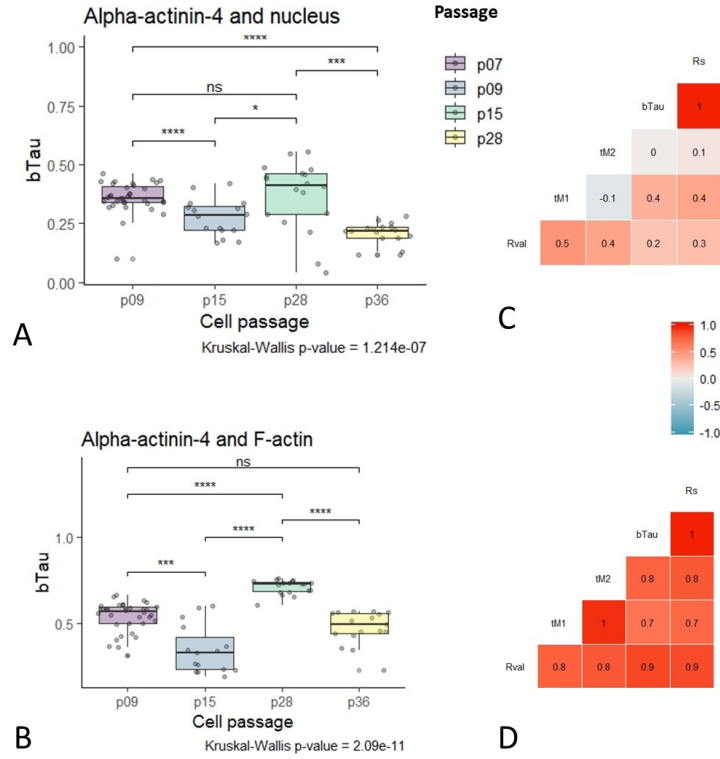 Alpha-actinin-4 and nucleus
****
***
ns
*
****
1.00
0.75
0.50
0.25
0.00
bTau
p09 p15 p28 p36
Cell passage
Kruskal-Wallis p-value = 1.214e-07
A
Passage
p07
p09
p15
p28
Rs
bTau 1
tM2 0 0.1
tM1 -0.1 0.4 0.4
Rval 0.5 0.4 0.2 0.3
C
1.0
0.5
0.0
-0.5
-1.0
Alpha-actinin-4 and F-actin
ns
****
****
****
***
1.0
0.5
bTau
p09 p15 p28 p36
Cell passage
Kruskal-Wallis p-value = 2.09e-11
B
Rs
bTau 1
tM2 0.8 0.8
tM1 1 0.7 0.7
Rval 0.8 0.8 0.9 0.9
D